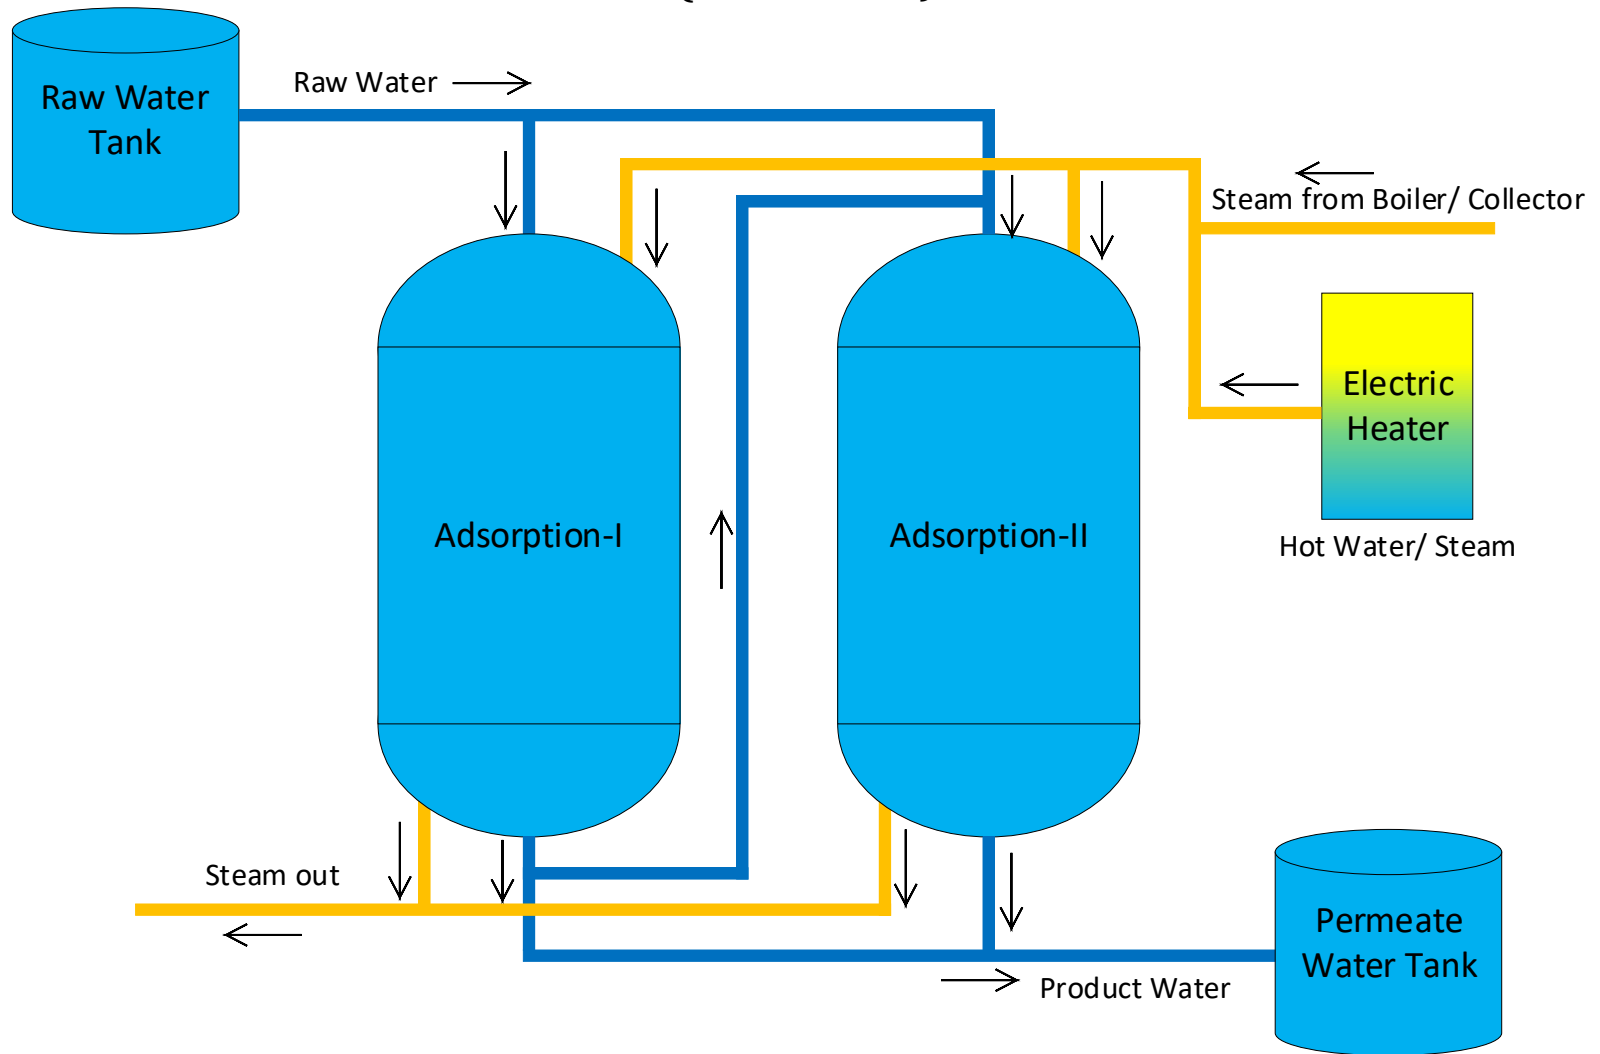 Raw Water
Tank
Raw Water
Steam from Boiler/ Collector
Electric
Heater
Hot Water/ Steam
Adsorption-I
Adsorption-II
Steam out
Permeate
Water Tank
Product Water